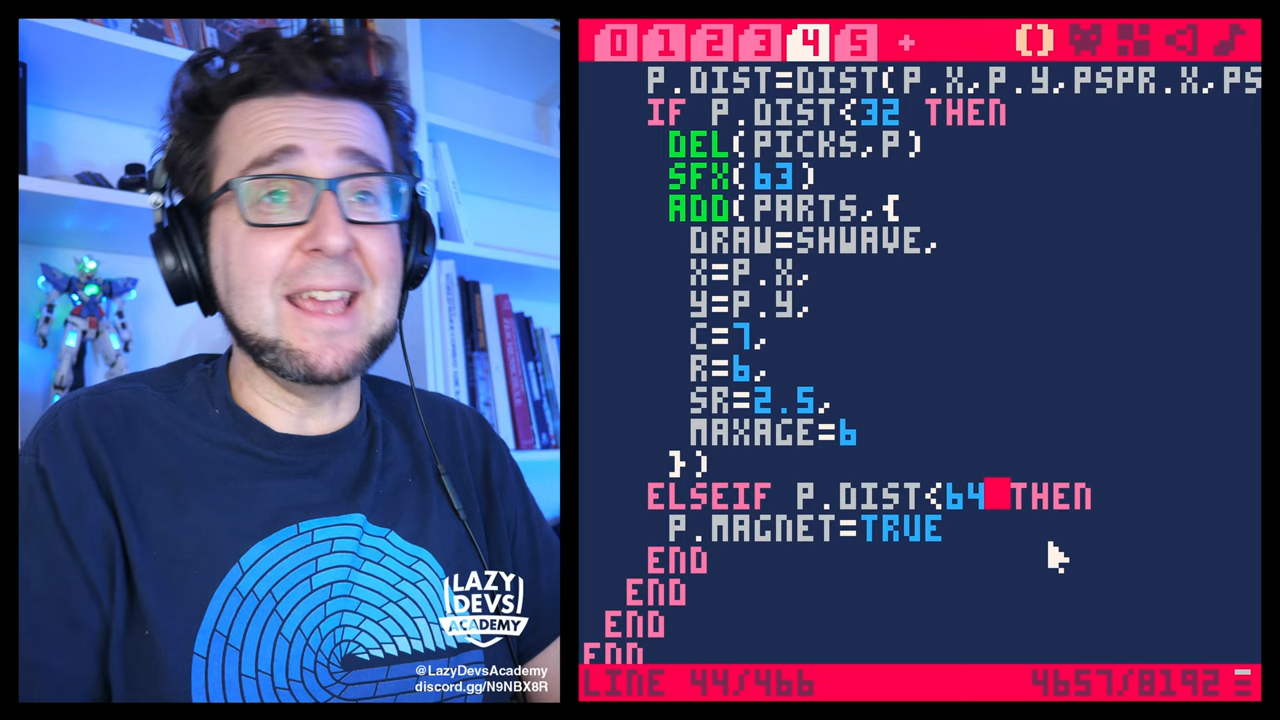 LAZY
DEVS
ACADEMY
@LazyDevsAcademy
discord.gg/N9NBX8R
0 1 2 3 4 5 +
P.DIST=DIST(P.X,P.Y,PSPR.X,PS
IF P.DIST<32 THEN
DEL(PICKS,P)
SFX(63)
ADD(PARTS,{
DRAW=SHWAVE,
X=P.X,
Y=P.Y,
C=7,
R=6,
SR=2.5,
MAXAGE=6
})
ELSEIF P.DIST<64 THEN
P.MAGNET=TRUE
END
END
END
END
LINE 44/466
4657/8192